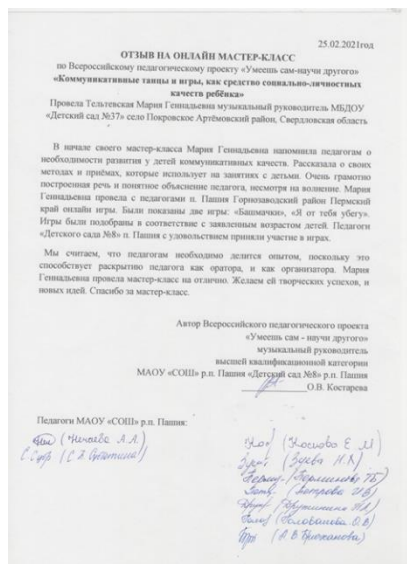 25.02.2021год
ОТЗЫВ НА ОНЛАЙН МАСТЕР-КЛАСС
по Всероссийскому педагогическому проекту «Умеешь сам-научи другого»
«Коммуникативные танцы и игры, как средство социально-личностных
качеств ребёнка»
Провела Тельтевская Мария Геннадьевна музыкальный руководитель МБДОУ
«Детский сад №37» село Покровское Артёмовский район, Свердловская область
В начале своего мастер-класса Мария Геннадьевна напомнила педагогам о
необходимости развития у детей коммуникативных качеств. Рассказала о своих
методах и приёмах, которые использует на занятиях с детьми. Очень грамотно
построенная речь и понятное объяснение педагога, несмотря на волнение. Мария
Геннадьевна провела с педагогами п. Пашия Горнозаводский район Пермский
край онлайн игры. Были показаны две игры: «Башмачки», «Я от тебя убегу».
Игры были подобраны в соответствие с заявленным возрастом детей. Педагоги
«Детского сада №8» п. Пашия с удовольствием приняли участие в играх.
Мы считаем, что педагогам необходимо делится опытом, поскольку это
способствует раскрытию педагога как оратора, и как организатора. Мария
Геннадьевна провела мастер-класс на отлично. Желаем ей творческих успехов, и
новых идей. Спасибо за мастер-класс.
Автор Всероссийского педагогического проекта
«Умеешь сам - научи другого»
музыкальный руководитель
высшей квалификационной категории
МАОУ «СОШ» р.п. Пашия «Детский сад №8» р.п. Пашия
О.В. Костарева
Педагоги МАОУ «СОШ» р.п. Пашия:
(Нечаева А.А.)
(Зуева Н.А)
(Петрова И.В)
(Дружинина Н.А)
(Голованова О.В)